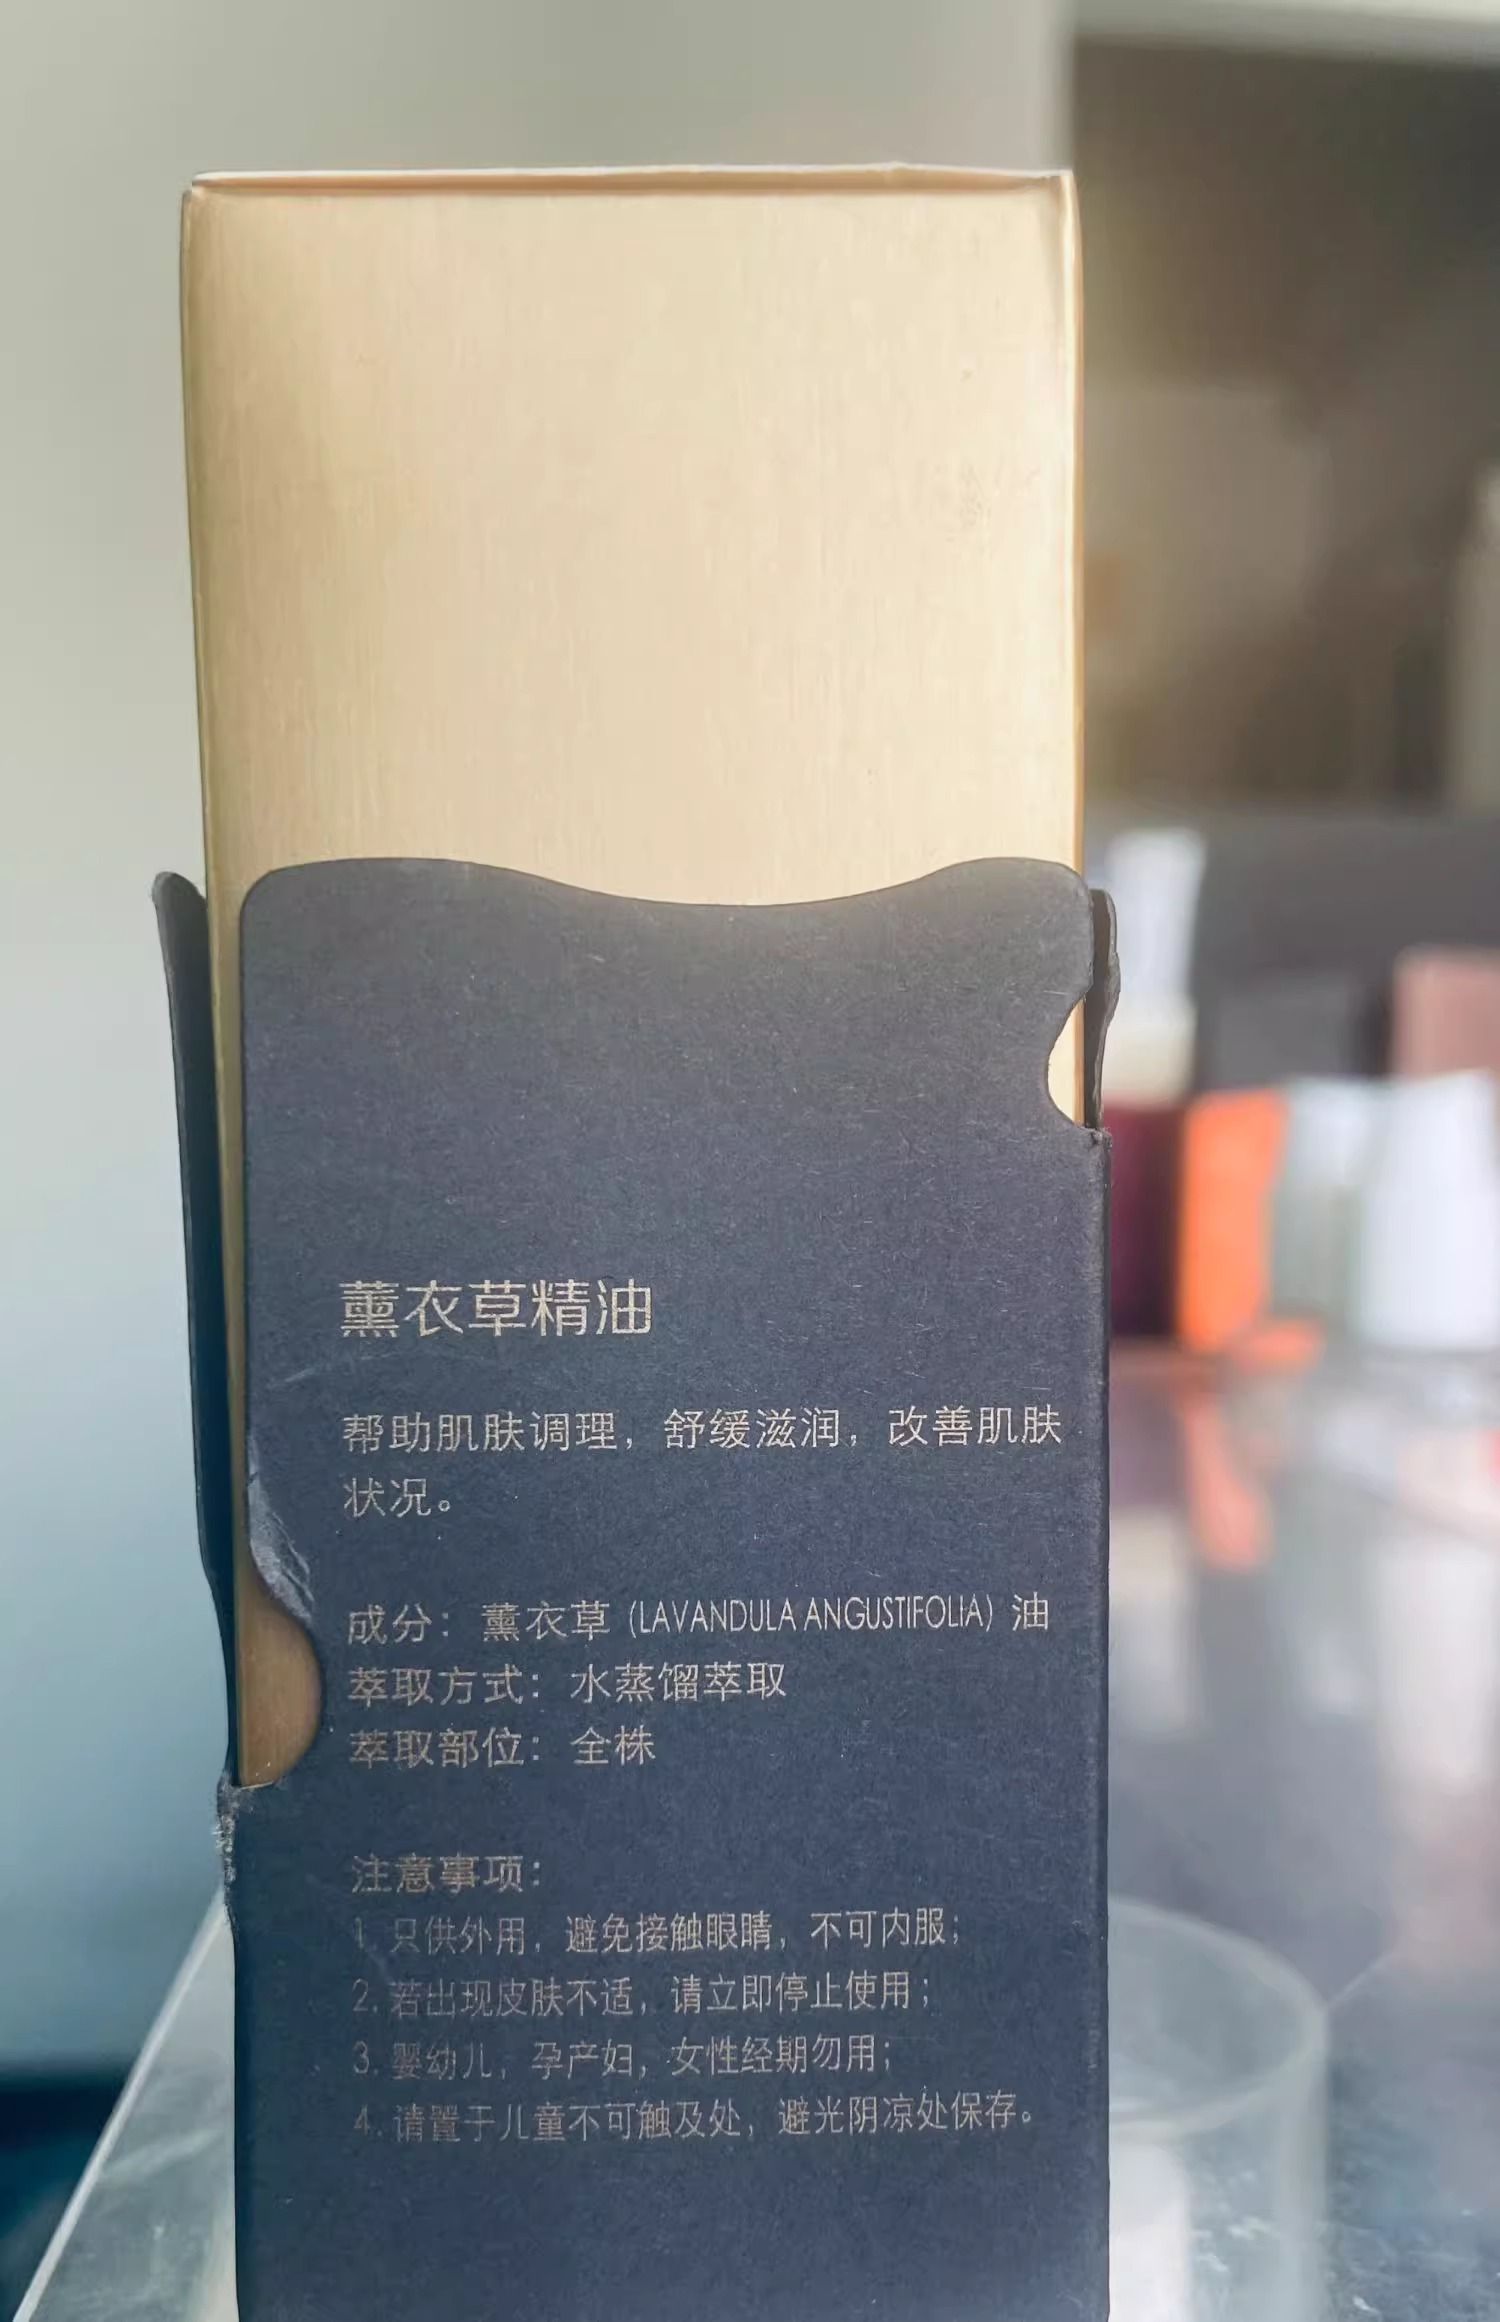 薰衣草精油
帮助肌肤调理，舒缓滋润，改善肌肤
状况。
成分：薰衣草（LAVANDULA ANGUSTIFOLIA）油
萃取方式：水蒸馏萃取
萃取部位：全株
注意事项：
1. 只供外用，避免接触眼睛，不可内服；
2. 若出现皮肤不适，请立即停止使用；
3. 婴幼儿，孕产妇，女性经期勿用；
4. 请置于儿童不可触及处，避光阴凉处保存。